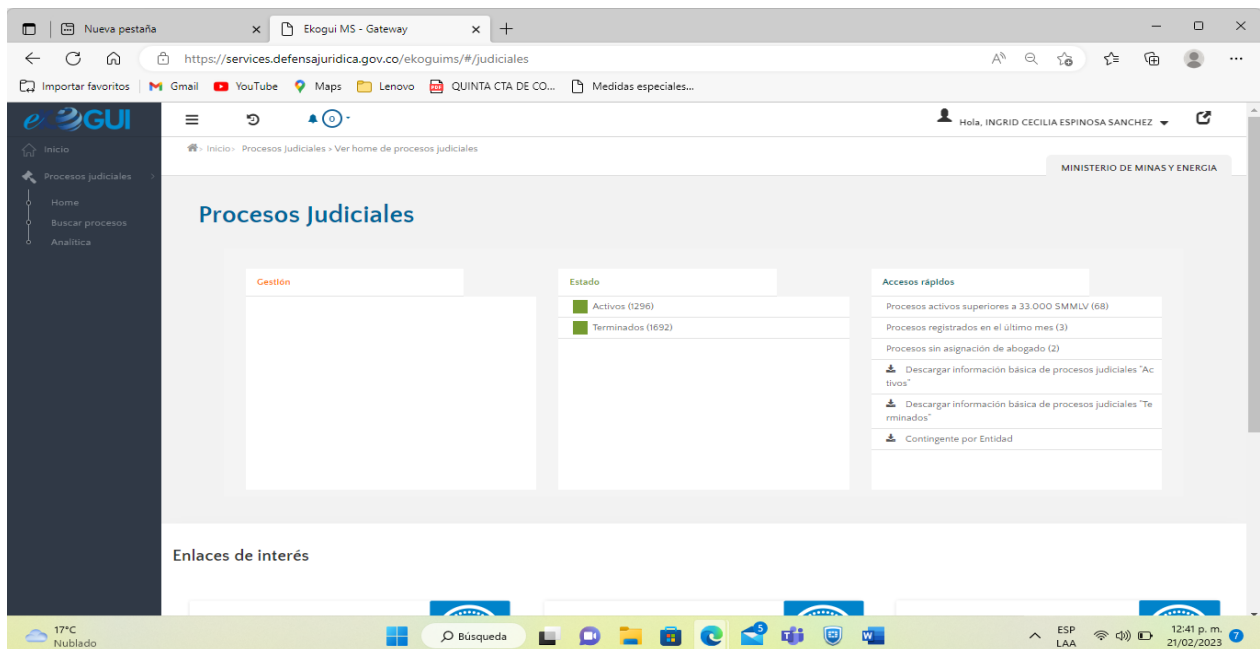 Nueva pestaña
Ekogui MS - Gateway
https://services.defensajuridica.gov.co/ekoguims/#/judiciales
Importar favoritos
Gmail
YouTube
Maps
Lenovo
QUINTA CTA DE CO...
Medidas especiales...
ekoGUI
0
Hola, INGRID CECILIA ESPINOSA SANCHEZ
Inicio > Procesos judiciales > Ver home de procesos judiciales
MINISTERIO DE MINAS Y ENERGIA
Inicio
Procesos judiciales
Home
Buscar procesos
Analítica
Procesos Judiciales
Gestión
Estado
Activos (1296)
Terminados (1692)
Accesos rápidos
Procesos activos superiores a 33.000 SMMLV (68)
Procesos registrados en el último mes (3)
Procesos sin asignación de abogado (2)
Descargar información básica de procesos judiciales "Ac
tivos"
Descargar información básica de procesos judiciales "Te
rminados"
Contingente por Entidad
Enlaces de interés
17°C
Nublado
Búsqueda
5
ESP
LAA
12:41 p. m.
21/02/2023
7